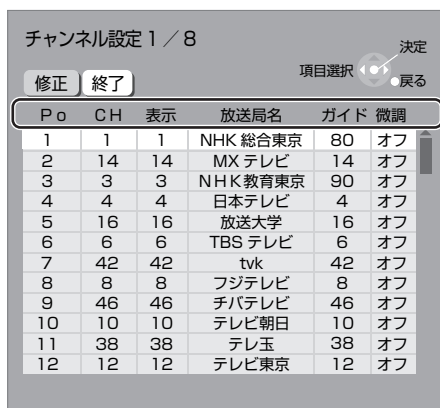 チャンネル設定 1／8
決定
項目選択
戻る
修正 終了
Po CH 表示 放送局名 ガイド 微調
1 1 1 NHK 総合東京 80 オフ
2 14 14 MX テレビ 14 オフ
3 3 3 NHK教育東京 90 オフ
4 4 4 日本テレビ 4 オフ
5 16 16 放送大学 16 オフ
6 6 6 TBS テレビ 6 オフ
7 42 42 tvk 42 オフ
8 8 8 フジテレビ 8 オフ
9 46 46 チバテレビ 46 オフ
10 10 10 テレビ朝日 10 オフ
11 38 38 テレ玉 38 オフ
12 12 12 テレビ東京 12 オフ